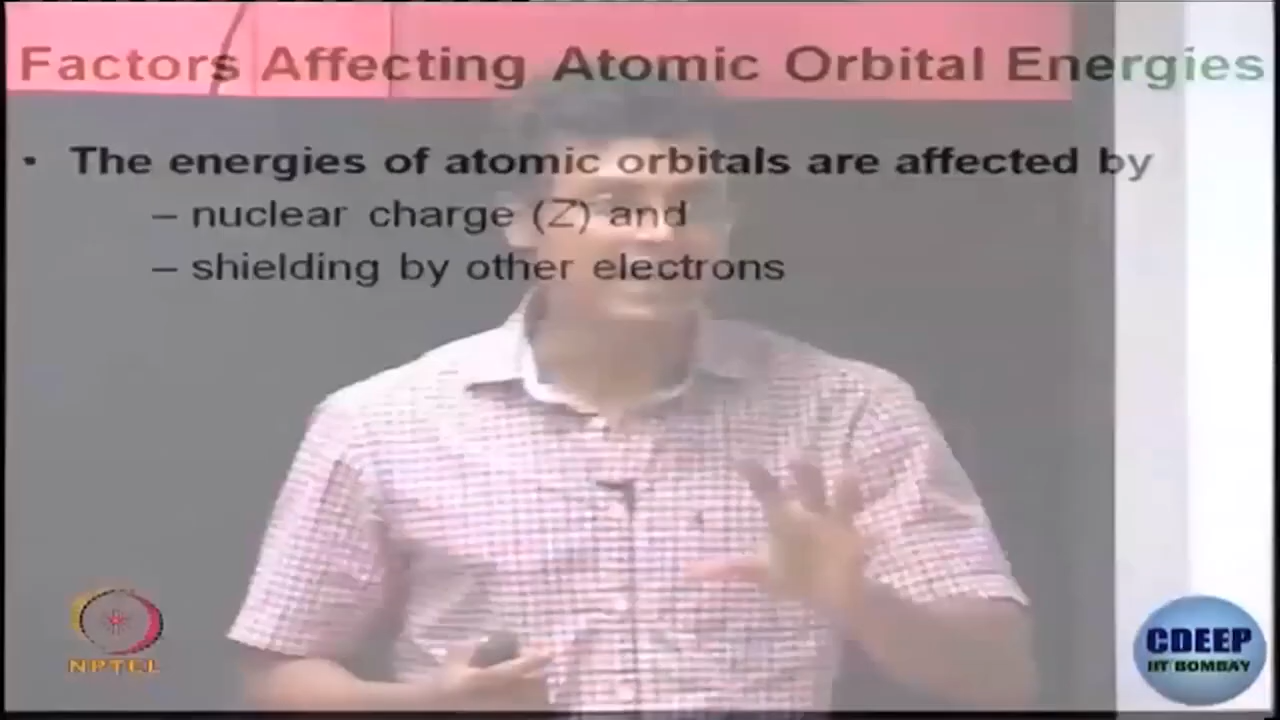 Factors Affecting Atomic Orbital Energies
• The energies of atomic orbitals are affected by
– nuclear charge (Z) and
– shielding by other electrons
NPTEL
CDEEP
IIT BOMBAY